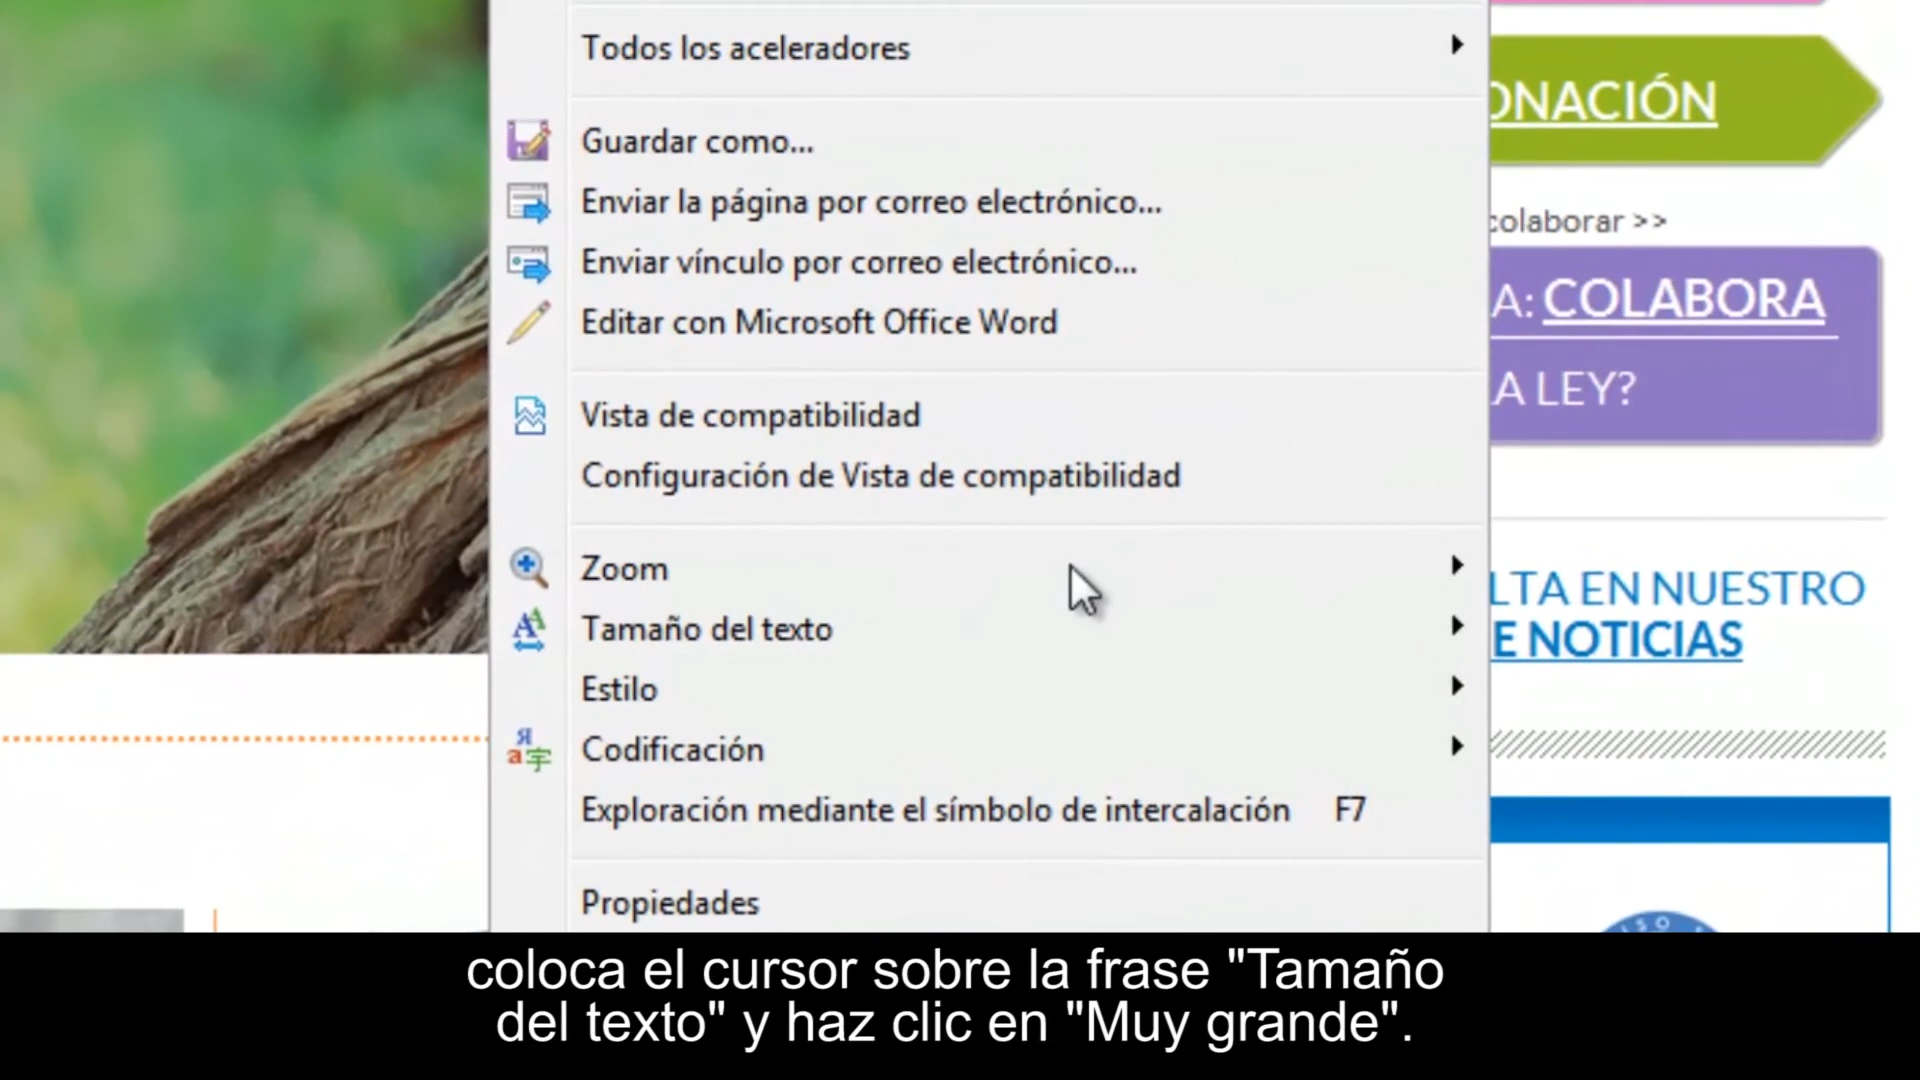 Todos los aceleradores
Guardar como...
Enviar la página por correo electrónico...
Enviar vínculo por correo electrónico...
Editar con Microsoft Office Word
Vista de compatibilidad
Configuración de Vista de compatibilidad
Zoom
Tamaño del texto
Estilo
Codificación
Exploración mediante el símbolo de intercalación F7
Propiedades
ONACIÓN
colaborar >>
A: COLABORA
A LEY?
LTA EN NUESTRO
E NOTICIAS
coloca el cursor sobre la frase "Tamaño
del texto" y haz clic en "Muy grande".